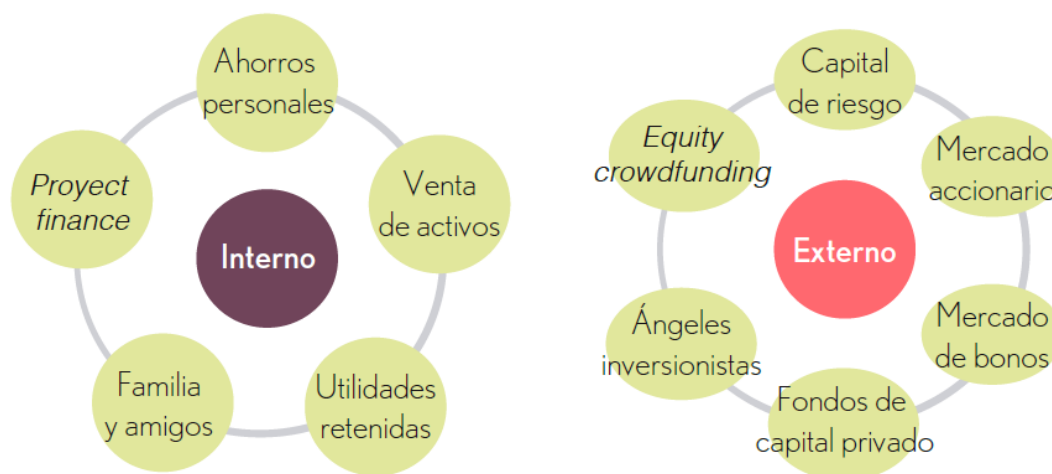 Ahorros
personales
Venta
de activos
Utilidades
retenidas
Familia
y amigos
Proyect
finance
Interno
Capital
de riesgo
Mercado
accionario
Mercado
de bonos
Fondos de
capital privado
Ángeles
inversionistas
Equity
crowdfunding
Externo